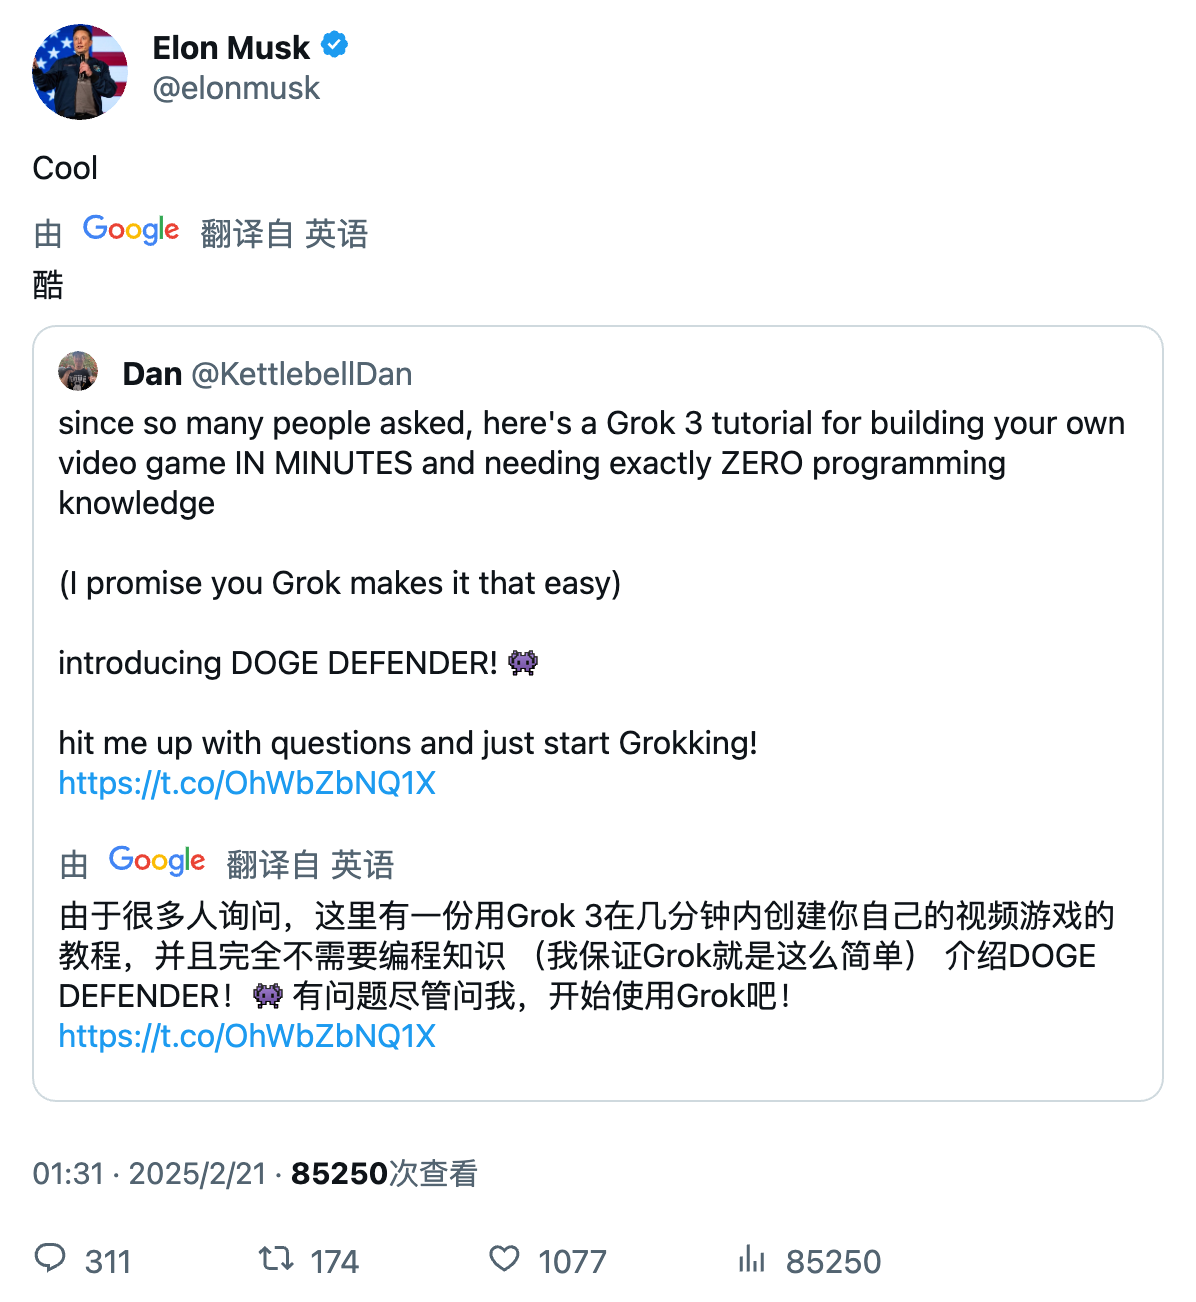 Elon Musk
@elonmusk
Cool
由 Google 翻译自 英语
酷
Dan @KettlebellDan
since so many people asked, here's a Grok 3 tutorial for building your own
video game IN MINUTES and needing exactly ZERO programming
knowledge
(I promise you Grok makes it that easy)
introducing DOGE DEFENDER! 👾
hit me up with questions and just start Grokking!
https://t.co/OhWbZbNQ1X
由 Google 翻译自 英语
由于很多人询问，这里有一份用Grok 3在几分钟内创建你自己的视频游戏的
教程，并且完全不需要编程知识 （我保证Grok就是这么简单） 介绍DOGE
DEFENDER！👾 有问题尽管问我，开始使用Grok吧！
https://t.co/OhWbZbNQ1X
01:31 · 2025/2/21 · 85250次查看
311 174 1077 85250